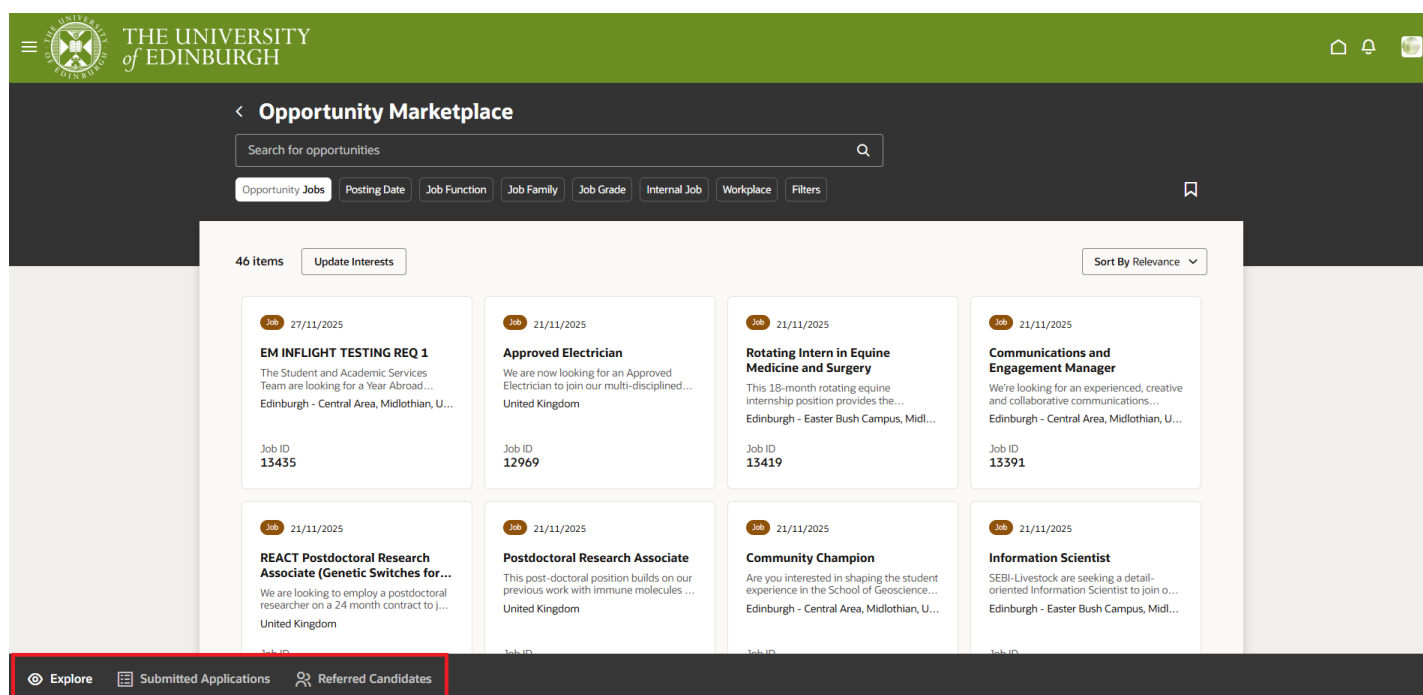 THE UNIVERSITY
of EDINBURGH
THE UNIVERSITY
OF EDINBURGH
Opportunity Marketplace
Search for opportunities
Opportunity Jobs
Posting Date
Job Function
Job Family
Job Grade
Internal Job
Workplace
Filters
46 items
Update Interests
Sort By Relevance
Job 27/11/2025
EM INFLIGHT TESTING REQ 1
The Student and Academic Services
Team are looking for a Year Abroad...
Edinburgh - Central Area, Midlothian, U...
Job ID
13435
Job 21/11/2025
Approved Electrician
We are now looking for an Approved
Electrician to join our multi-disciplined...
United Kingdom
Job ID
12969
Job 21/11/2025
Rotating Intern in Equine
Medicine and Surgery
This 18-month rotating equine
internship position provides the...
Edinburgh - Easter Bush Campus, Midl...
Job ID
13419
Job 21/11/2025
Communications and
Engagement Manager
We're looking for an experienced, creative
and collaborative communications...
Edinburgh - Central Area, Midlothian, U...
Job ID
13391
Job 21/11/2025
REACT Postdoctoral Research
Associate (Genetic Switches for...
We are looking to employ a postdoctoral
researcher on a 24 month contract to j...
United Kingdom
Job ID
Job 21/11/2025
Postdoctoral Research Associate
This post-doctoral position builds on our
previous work with immune molecules ...
United Kingdom
Job ID
Job 21/11/2025
Community Champion
Are you interested in shaping the student
experience in the School of Geoscience...
Edinburgh - Central Area, Midlothian, U...
Job ID
Job 21/11/2025
Information Scientist
SEBI-Livestock are seeking a detail-
oriented Information Scientist to join o...
Edinburgh - Easter Bush Campus, Midl...
Job ID
Explore
Submitted Applications
Referred Candidates